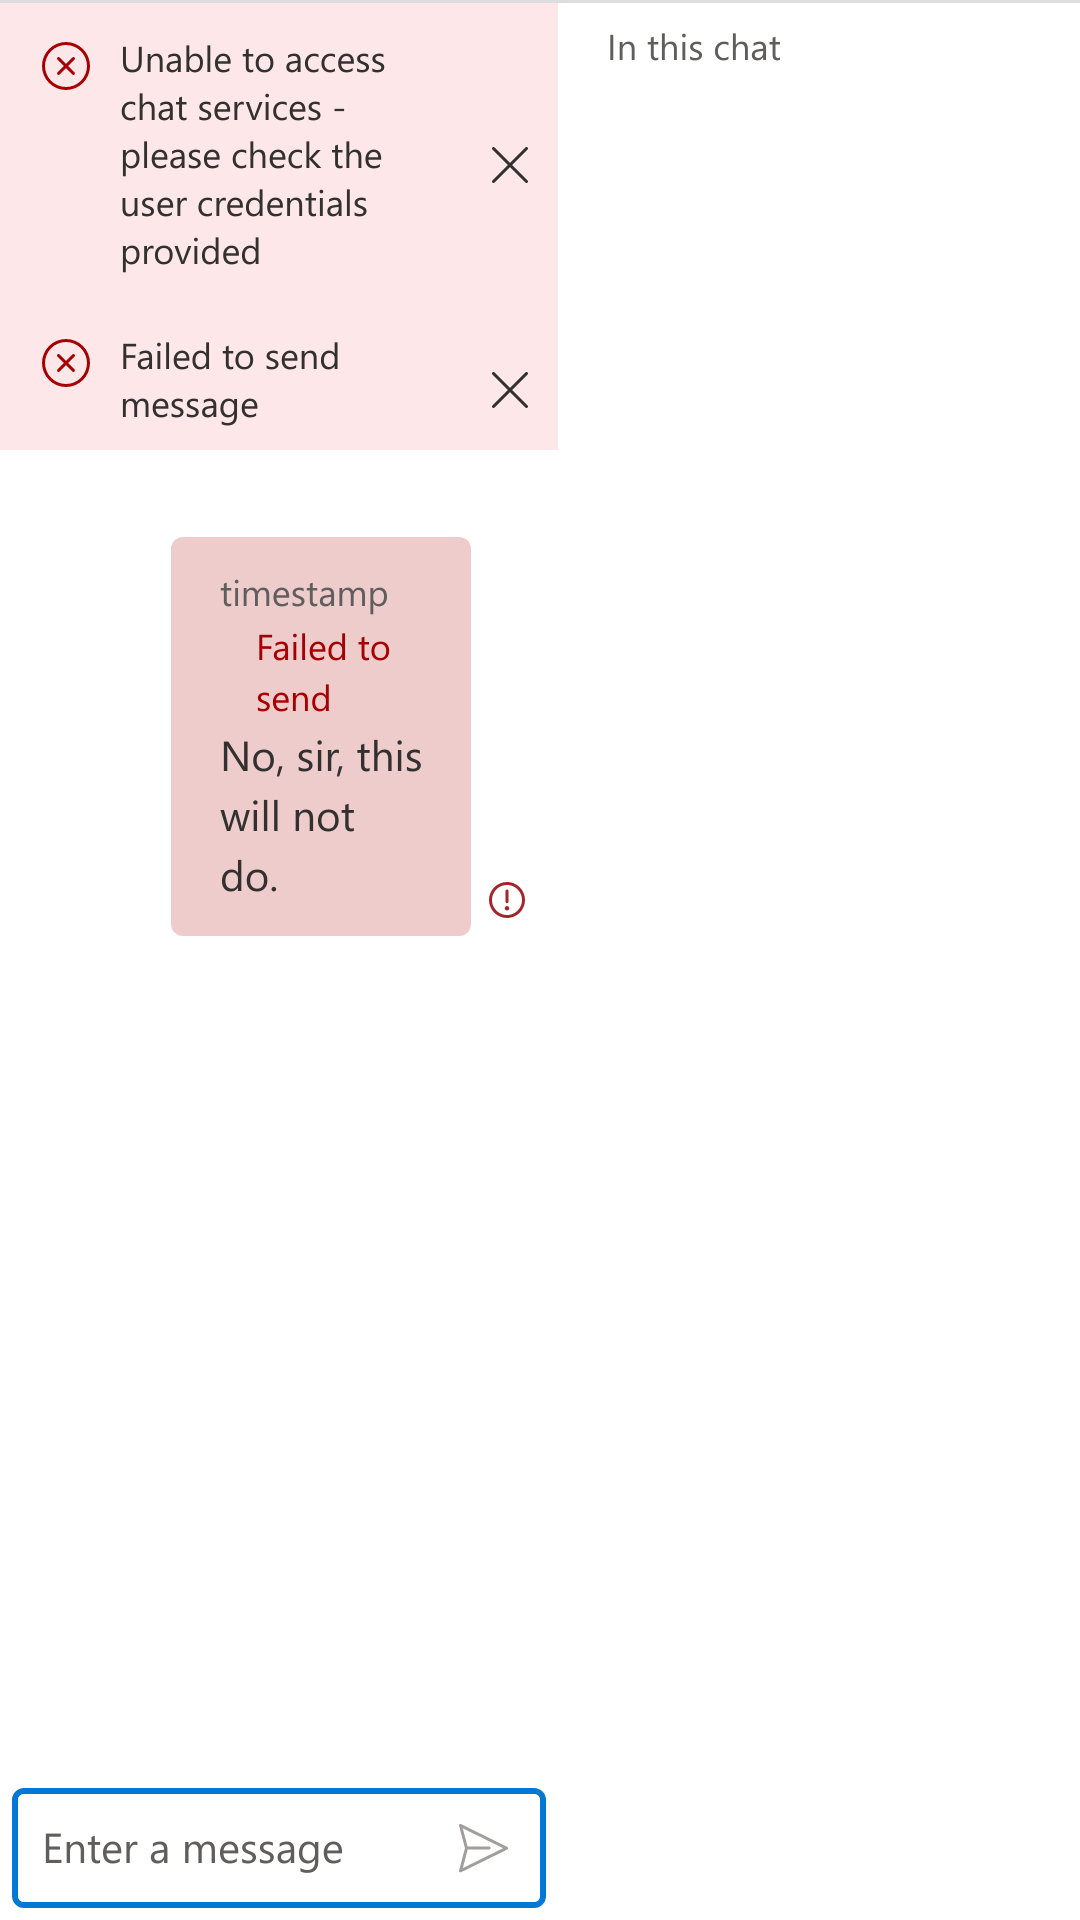 Unable to access
chat services -
please check the
user credentials
provided
Failed to send
message
In this chat
timestamp
Failed to
send
No, sir, this
will not
do.
Enter a message